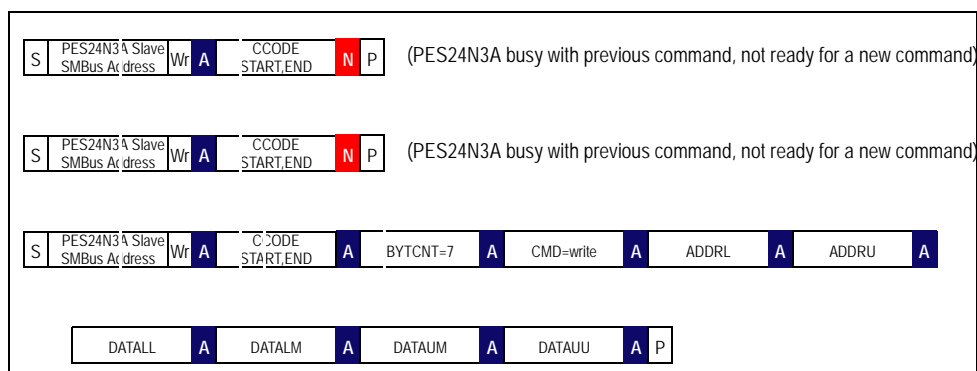 S PES24N3A Slave SMBus Address Wr A CCODE START,END N P (PES24N3A busy with previous command, not ready for a new command)
S PES24N3A Slave SMBus Address Wr A CCODE START,END N P (PES24N3A busy with previous command, not ready for a new command)
S PES24N3A Slave SMBus Address Wr A CCODE START,END A BYTCNT=7 A CMD=write A ADDRL A ADDRU A
DATALL A DATALM A DATAUM A DATAUU A P